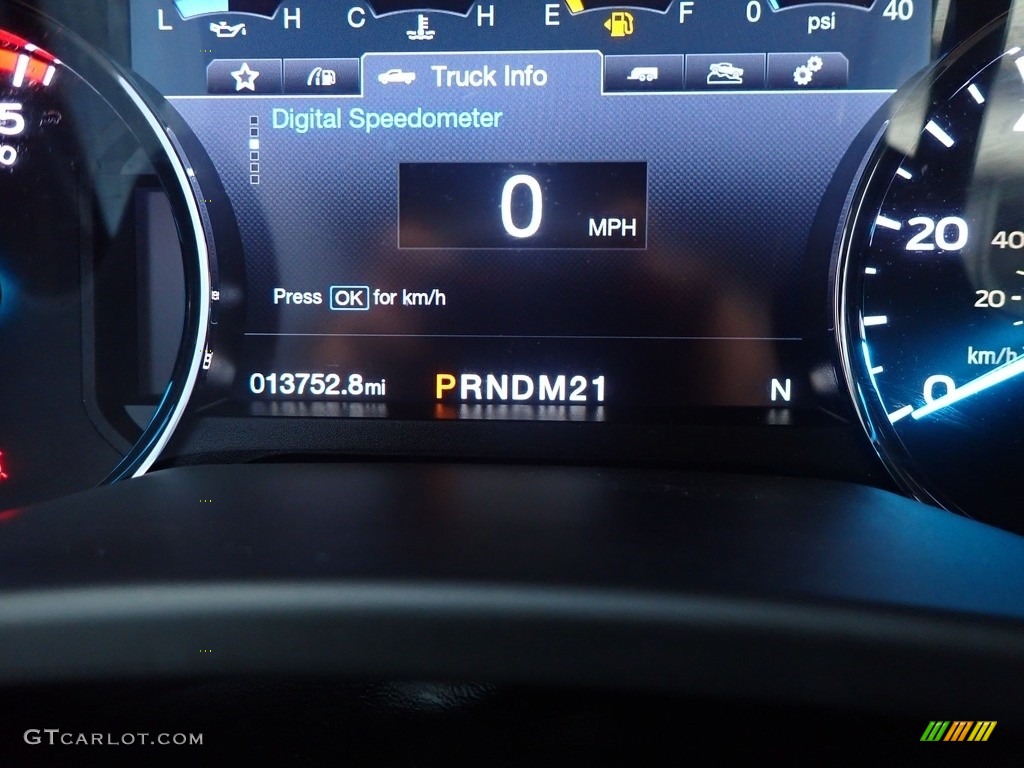 L H C H E F 0 psi 40
Truck Info
Digital Speedometer
5
0 MPH
20
40
Press OK for km/h
20
km/h
013752.8mi PRNDM21 N
0
GTCARLOT.COM